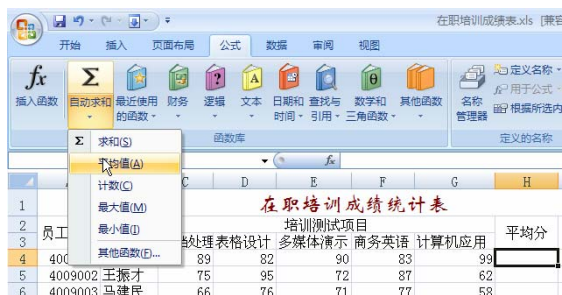 在职培训成绩表.xls [兼容
开始 插入 页面布局 公式 数据 审阅 视图
fx Σ ? A θ 定义名称
用于公式
插入函数 自动求和 最近使用的函数 财务 逻辑 文本 日期和时间 查找与引用 数学和三角函数 其他函数 名称管理器 根据所选内
函数库 定义的名称
Σ 求和(S)
平均值(A)
计数(C)
最大值(M)
最小值(I)
其他函数(F)...
fx
C D E F G H
1 在职培训成绩统计表
2 员工 培训测试项目 平均分
3 处理 表格设计 多媒体演示 商务英语 计算机应用
4 400 89 82 90 83 99
5 4009002 王振才 75 95 72 87 62
6 4009003 马建民 66 76 71 77 58